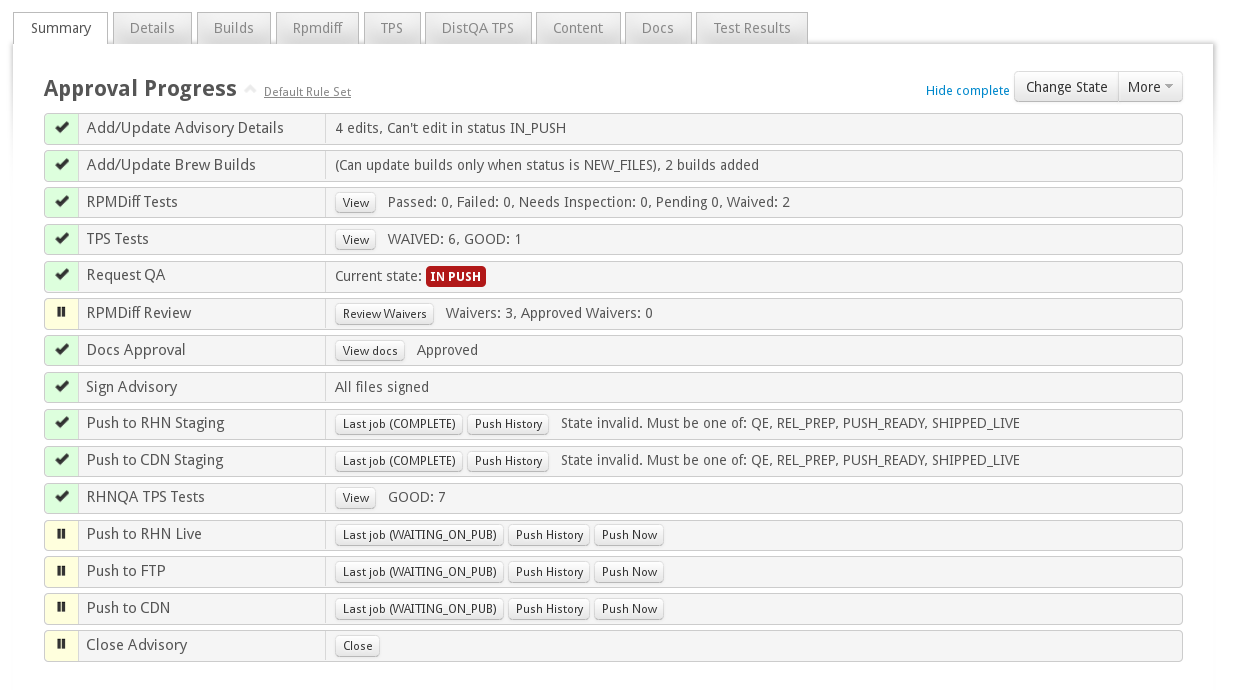 Summary Details Builds Rpmdiff TPS DistQA TPS Content Docs Test Results
Approval Progress Default Rule Set Hide complete Change State More
Add/Update Advisory Details 4 edits, Can't edit in status IN_PUSH
Add/Update Brew Builds (Can update builds only when status is NEW_FILES), 2 builds added
RPMDiff Tests View Passed: 0, Failed: 0, Needs Inspection: 0, Pending 0, Waived: 2
TPS Tests View WAIVED: 6, GOOD: 1
Request QA Current state: IN PUSH
RPMDiff Review Review Waivers Waivers: 3, Approved Waivers: 0
Docs Approval View docs Approved
Sign Advisory All files signed
Push to RHN Staging Last job (COMPLETE) Push History State invalid. Must be one of: QE, REL_PREP, PUSH_READY, SHIPPED_LIVE
Push to CDN Staging Last job (COMPLETE) Push History State invalid. Must be one of: QE, REL_PREP, PUSH_READY, SHIPPED_LIVE
RHNQA TPS Tests View GOOD: 7
Push to RHN Live Last job (WAITING_ON_PUB) Push History Push Now
Push to FTP Last job (WAITING_ON_PUB) Push History Push Now
Push to CDN Last job (WAITING_ON_PUB) Push History Push Now
Close Advisory Close